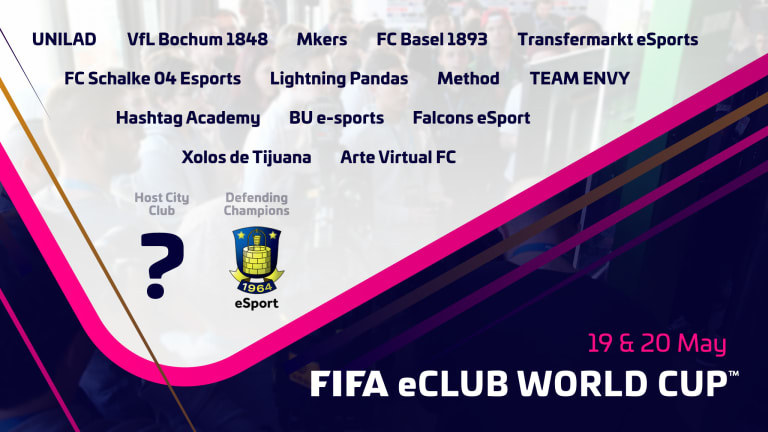 UNILAD VfL Bochum 1848 Mkers FC Basel 1893 Transfermarkt eSports
FC Schalke 04 Esports Lightning Pandas Method TEAM ENVY
Hashtag Academy BU e-sports Falcons eSport
Xolos de Tijuana Arte Virtual FC
Host City Club
?
Defending Champions
1964
eSport
19 & 20 May
FIFA eCLUB WORLD CUP™